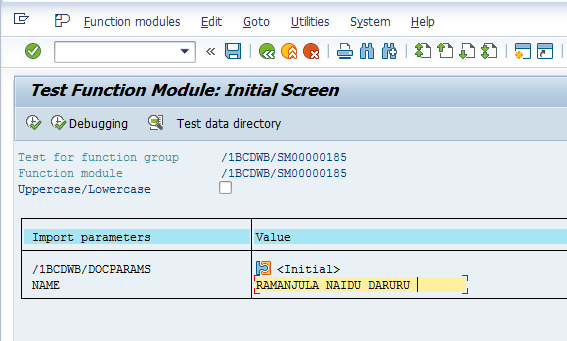 Function modules Edit Goto Utilities System Help
Test Function Module: Initial Screen
Debugging Test data directory
Test for function group /1BCDWB/SM00000185
Function module /1BCDWB/SM00000185
Uppercase/Lowercase
Import parameters Value
/1BCDWB/DOCPARAMS <Initial>
NAME RAMANJULA NAIDU DARURU